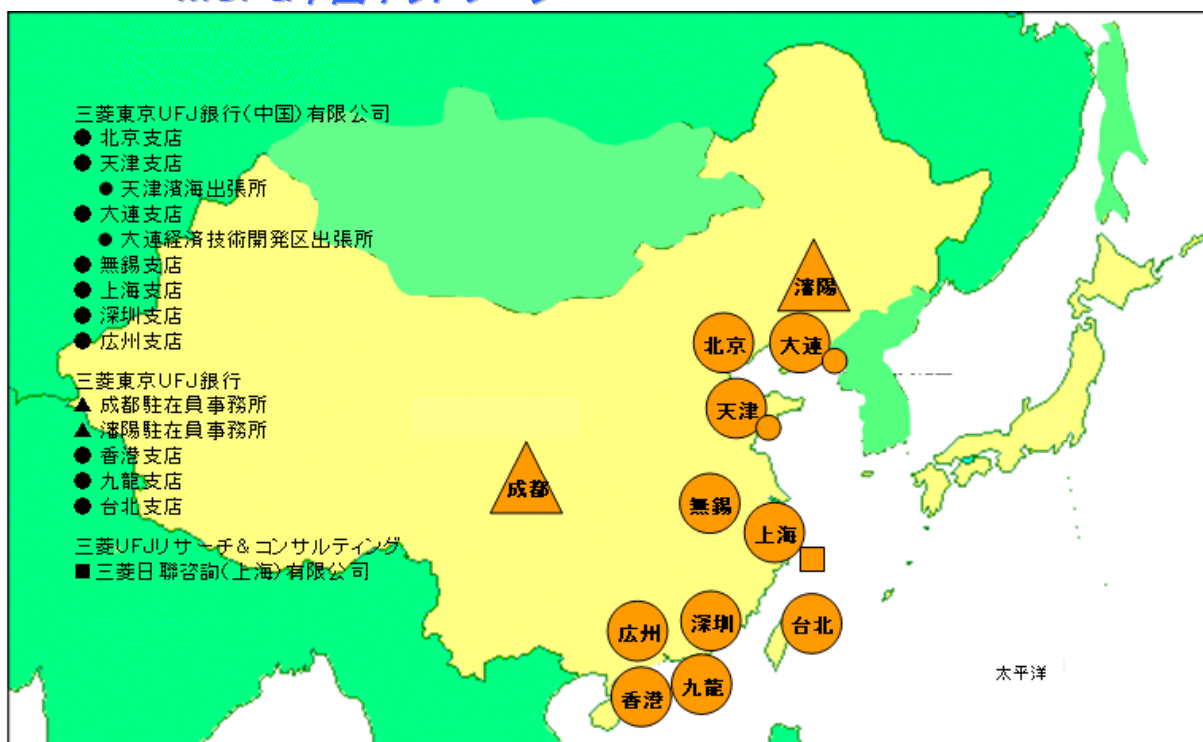 三菱東京UFJ銀行(中国)有限公司
● 北京支店
● 天津支店
● 天津濱海出張所
● 大連支店
● 大連経済技術開発区出張所
● 無錫支店
● 上海支店
● 深圳支店
● 広州支店
三菱東京UFJ銀行
▲ 成都駐在員事務所
▲ 瀋陽駐在員事務所
● 香港支店
● 九龍支店
● 台北支店
三菱UFJリサーチ&コンサルティング
■ 三菱日聯咨詢(上海)有限公司
瀋陽
北京
大連
天津
成都
無錫
上海
広州
深圳
台北
香港
九龍
太平洋